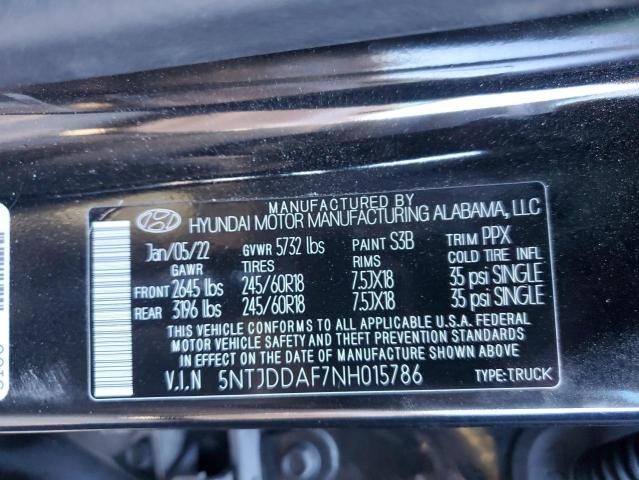 MANUFACTURED BY
HYUNDAI MOTOR MANUFACTURING ALABAMA, LLC
Jan/05/22 GVWR 5732 lbs PAINT S3B TRIM PPX
GAWR TIRES RIMS COLD TIRE INFL
FRONT 2645 lbs 245/60R18 7.5JX18 35 psi SINGLE
REAR 3196 lbs 245/60R18 7.5JX18 35 psi SINGLE
THIS VEHICLE CONFORMS TO ALL APPLICABLE U.S.A. FEDERAL
MOTOR VEHICLE SAFETY AND THEFT PREVENTION STANDARDS
IN EFFECT ON THE DATE OF MANUFACTURE SHOWN ABOVE.
V.I.N 5NTJDDAF7NH015786 TYPE:TRUCK